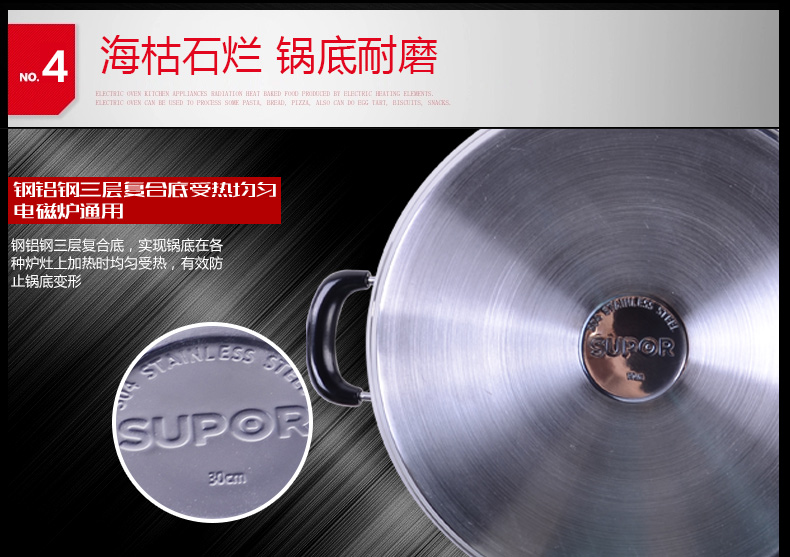 NO. 4
海枯石烂 锅底耐磨
ELECTRIC OVEN KITCHEN APPLIANCES RADIATION HEAT BAKED FOOD PRODUCED BY ELECTRIC HEATING ELEMENTS.
ELECTRIC OVEN CAN BE USED TO PROCESS SOME PASTA, BREAD, PIZZA, ALSO CAN DO EGG TART, BISCUITS, SNACKS.
钢铝钢三层复合底受热均匀
电磁炉通用
钢铝钢三层复合底，实现锅底在各
种炉灶上加热时均匀受热，有效防
止锅底变形
304 STAINLESS STEEL
SUPOR
30cm
304 STAINLESS STEEL
SUPOR